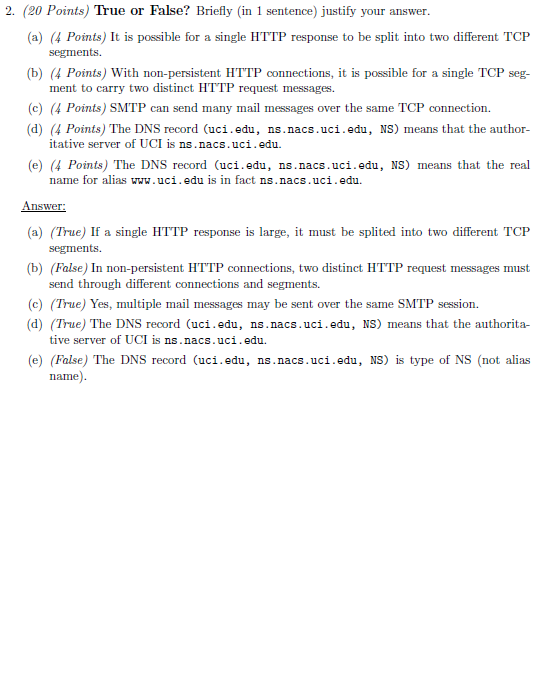 2. (20 Points) True or False? Briefly (in 1 sentence) justify your answer.
(a) (4 Points) It is possible for a single HTTP response to be split into two different TCP
segments.
(b) (4 Points) With non-persistent HTTP connections, it is possible for a single TCP seg-
ment to carry two distinct HTTP request messages.
(c) (4 Points) SMTP can send many mail messages over the same TCP connection.
(d) (4 Points) The DNS record (uci.edu, ns.nacs.uci.edu, NS) means that the author-
itative server of UCI is ns.nacs.uci.edu.
(e) (4 Points) The DNS record (uci.edu, ns.nacs.uci.edu, NS) means that the real
name for alias www.uci.edu is in fact ns.nacs.uci.edu.
Answer:
(a) (True) If a single HTTP response is large, it must be splited into two different TCP
segments.
(b) (False) In non-persistent HTTP connections, two distinct HTTP request messages must
send through different connections and segments.
(c) (True) Yes, multiple mail messages may be sent over the same SMTP session.
(d) (True) The DNS record (uci.edu, ns.nacs.uci.edu, NS) means that the authorita-
tive server of UCI is ns.nacs.uci.edu.
(e) (False) The DNS record (uci.edu, ns.nacs.uci.edu, NS) is type of NS (not alias
name).